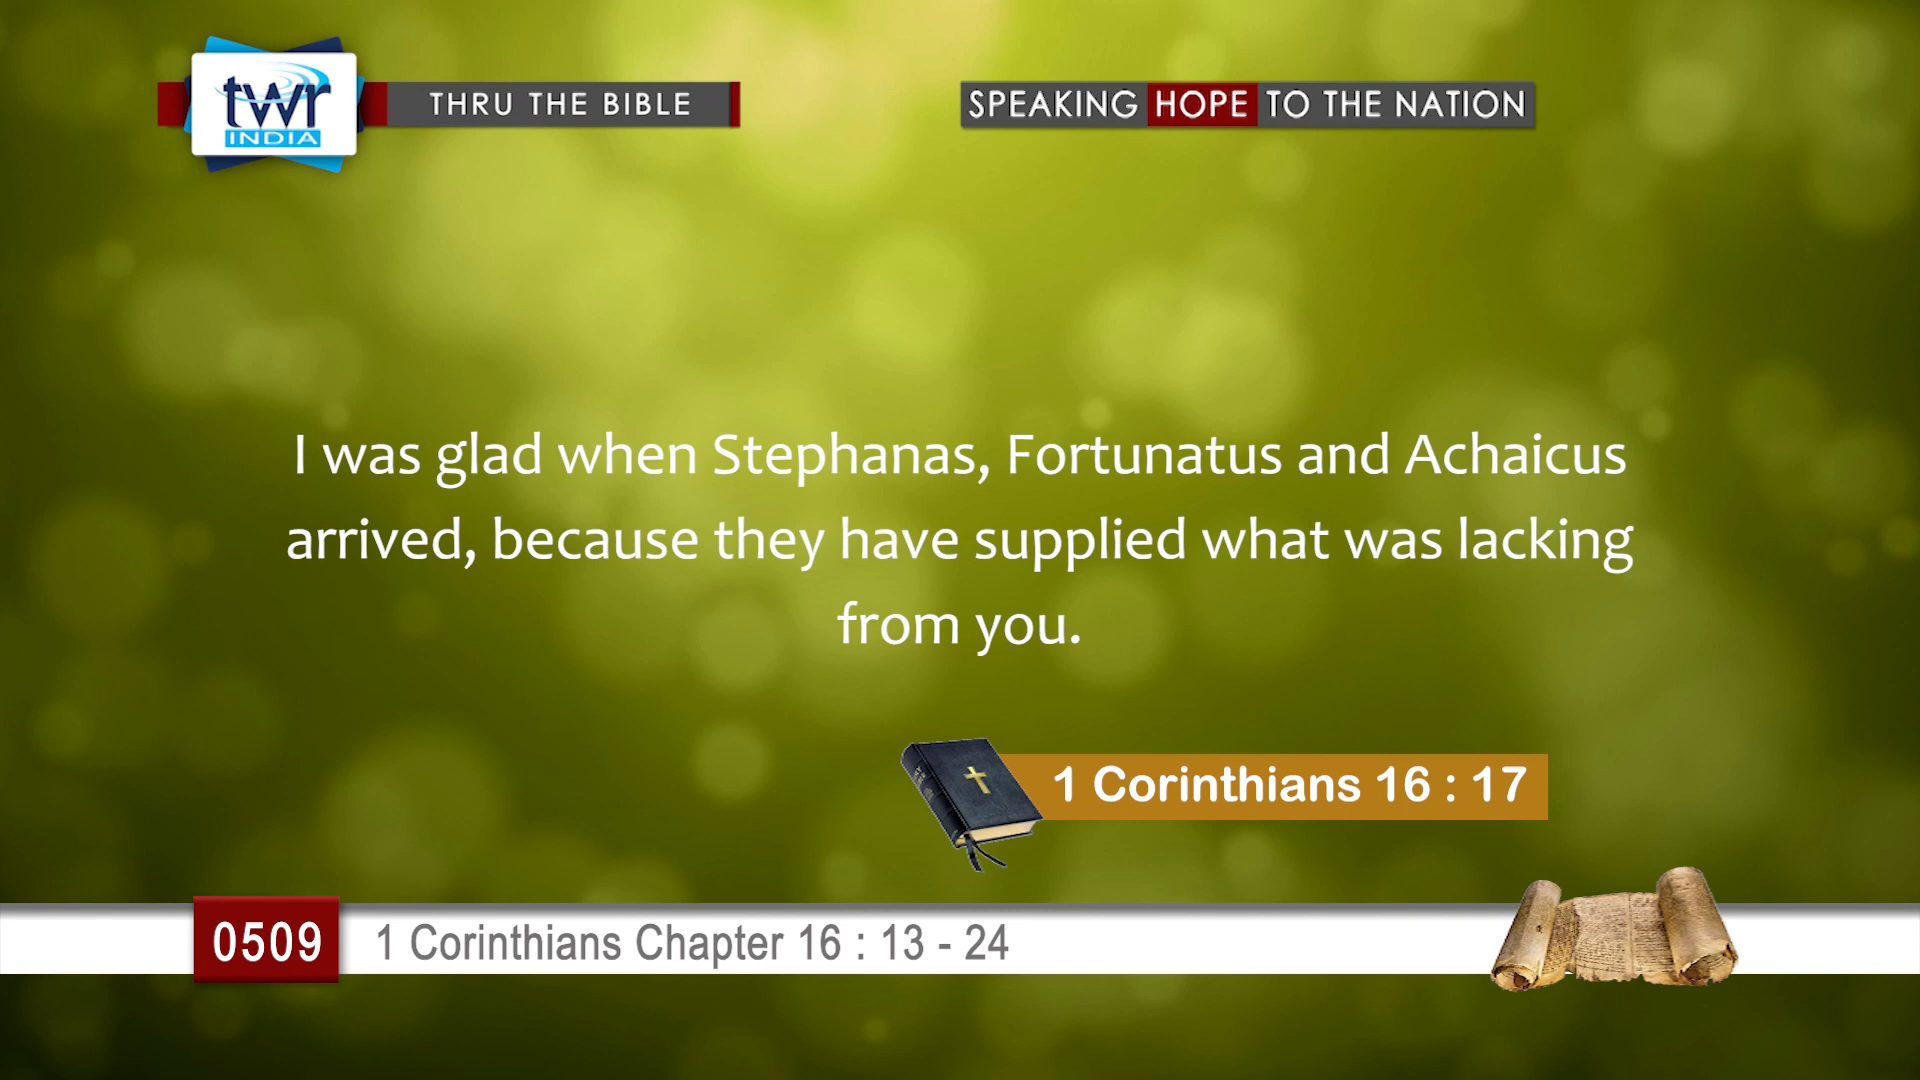 twr
INDIA
THRU THE BIBLE
SPEAKING HOPE TO THE NATION
I was glad when Stephanas, Fortunatus and Achaicus
arrived, because they have supplied what was lacking
from you.
1 Corinthians 16 : 17
0509
1 Corinthians Chapter 16 : 13 - 24